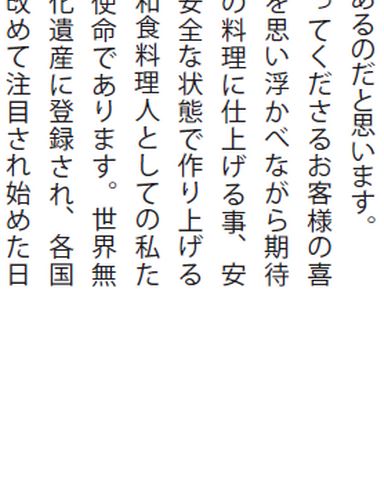 あるのだと思います。
ってくださるお客様の喜
を思い浮かべながら期待
の料理に仕上げる事、安
安全な状態で作り上げる
和食料理人としての私た
使命であります。世界無
化遺産に登録され、各国
改めて注目され始めた日